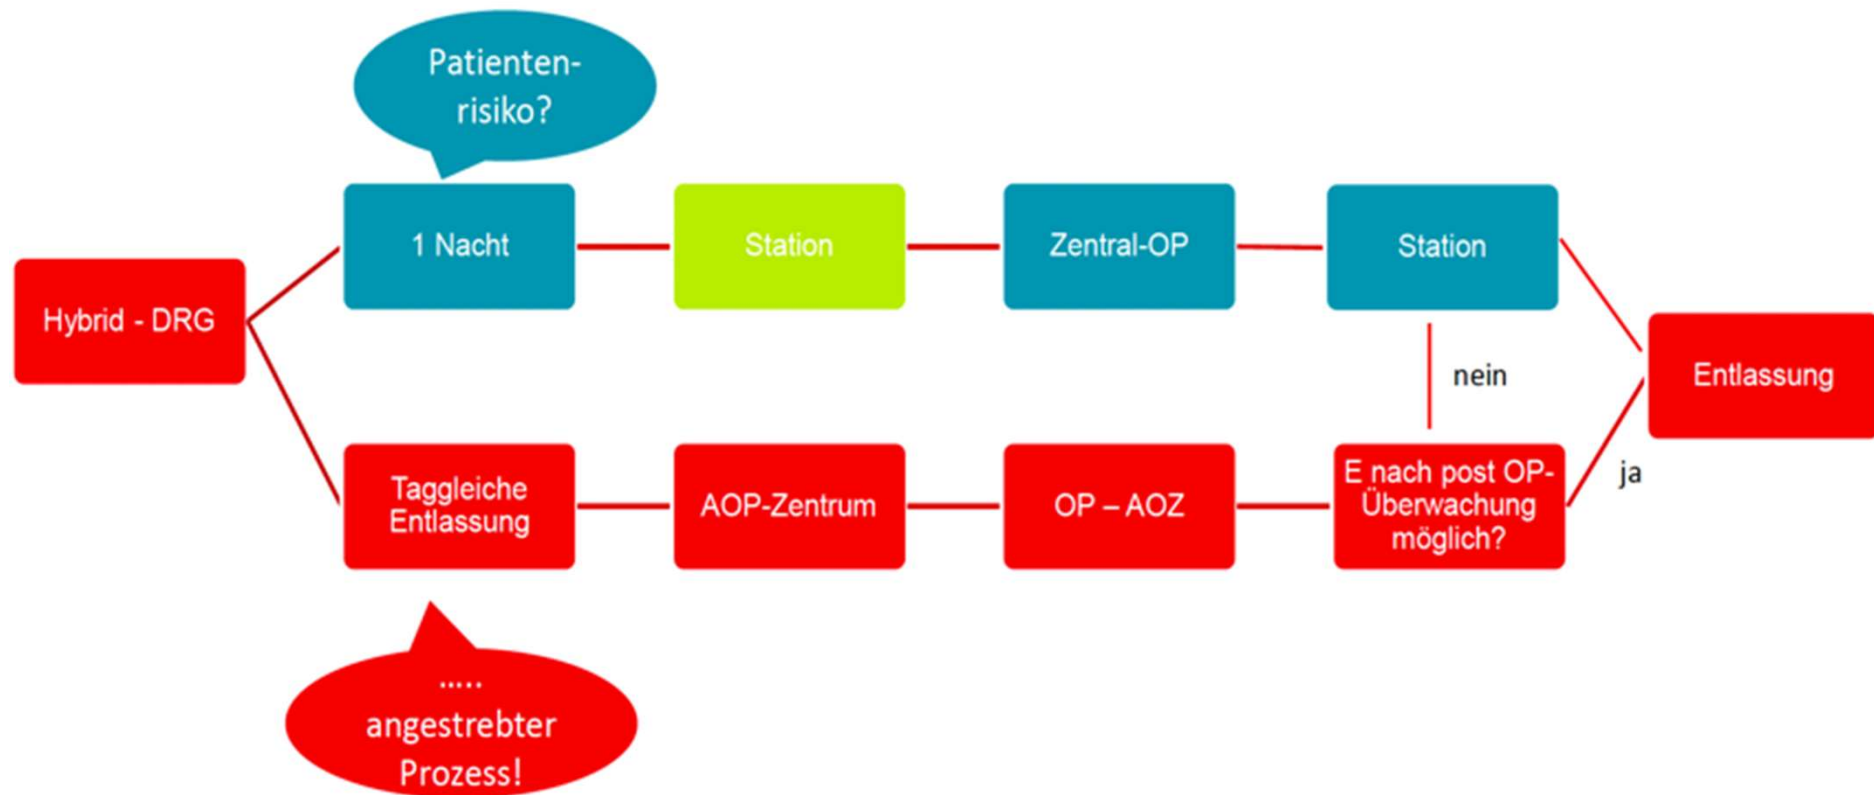 Patienten-
risiko?
1 Nacht
Station
Zentral-OP
Station
Hybrid - DRG
nein
Entlassung
Taggleiche
Entlassung
AOP-Zentrum
OP – AOZ
E nach post OP-
Überwachung
möglich?
ja
.....
angestrebter
Prozess!